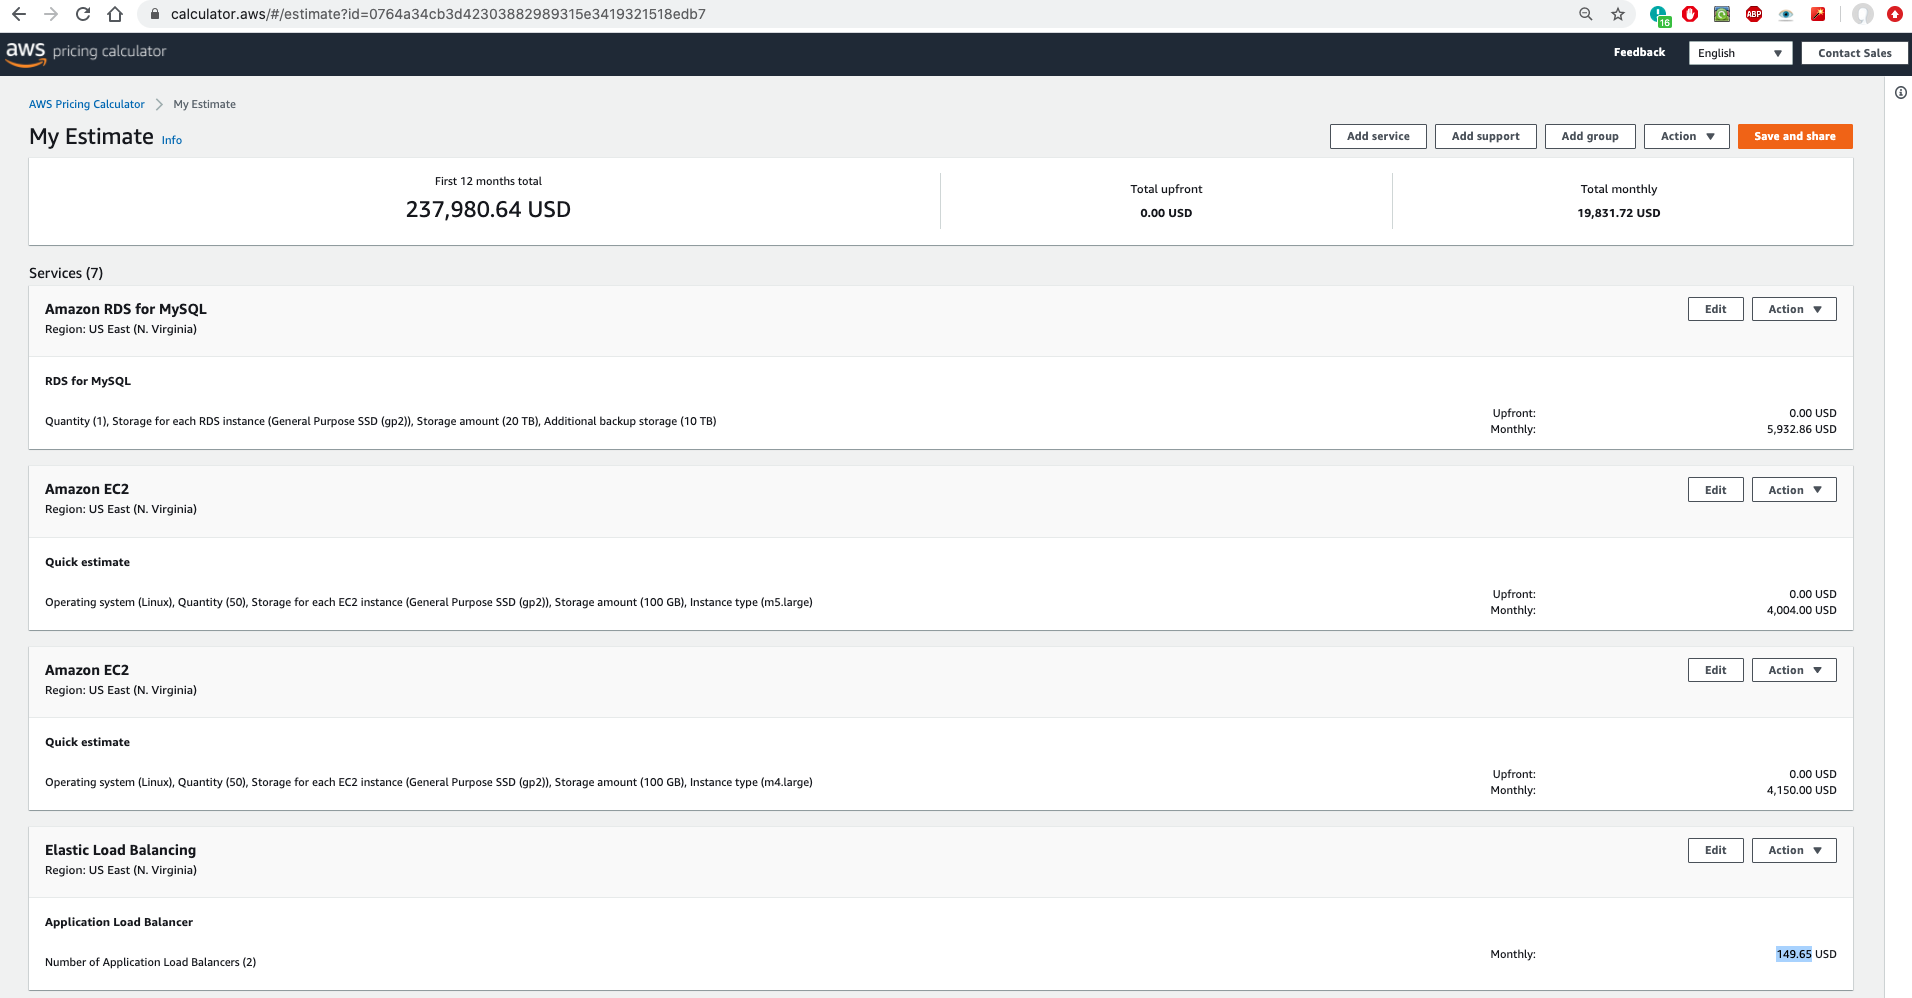 calculator.aws/#/estimate?id=0764a34cb3d42303882989315e3419321518edb7
16
ABP
aws pricing calculator
Feedback
English
Contact Sales
AWS Pricing Calculator > My Estimate
My Estimate Info
Add service
Add support
Add group
Action
Save and share
First 12 months total
237,980.64 USD
Total upfront
0.00 USD
Total monthly
19,831.72 USD
Services (7)
Amazon RDS for MySQL
Region: US East (N. Virginia)
Edit
Action
RDS for MySQL
Quantity (1), Storage for each RDS instance (General Purpose SSD (gp2)), Storage amount (20 TB), Additional backup storage (10 TB)
Upfront: 0.00 USD
Monthly: 5,932.86 USD
Amazon EC2
Region: US East (N. Virginia)
Edit
Action
Quick estimate
Operating system (Linux), Quantity (50), Storage for each EC2 instance (General Purpose SSD (gp2)), Storage amount (100 GB), Instance type (m5.large)
Upfront: 0.00 USD
Monthly: 4,004.00 USD
Amazon EC2
Region: US East (N. Virginia)
Edit
Action
Quick estimate
Operating system (Linux), Quantity (50), Storage for each EC2 instance (General Purpose SSD (gp2)), Storage amount (100 GB), Instance type (m4.large)
Upfront: 0.00 USD
Monthly: 4,150.00 USD
Elastic Load Balancing
Region: US East (N. Virginia)
Edit
Action
Application Load Balancer
Number of Application Load Balancers (2)
Monthly: 149.65 USD